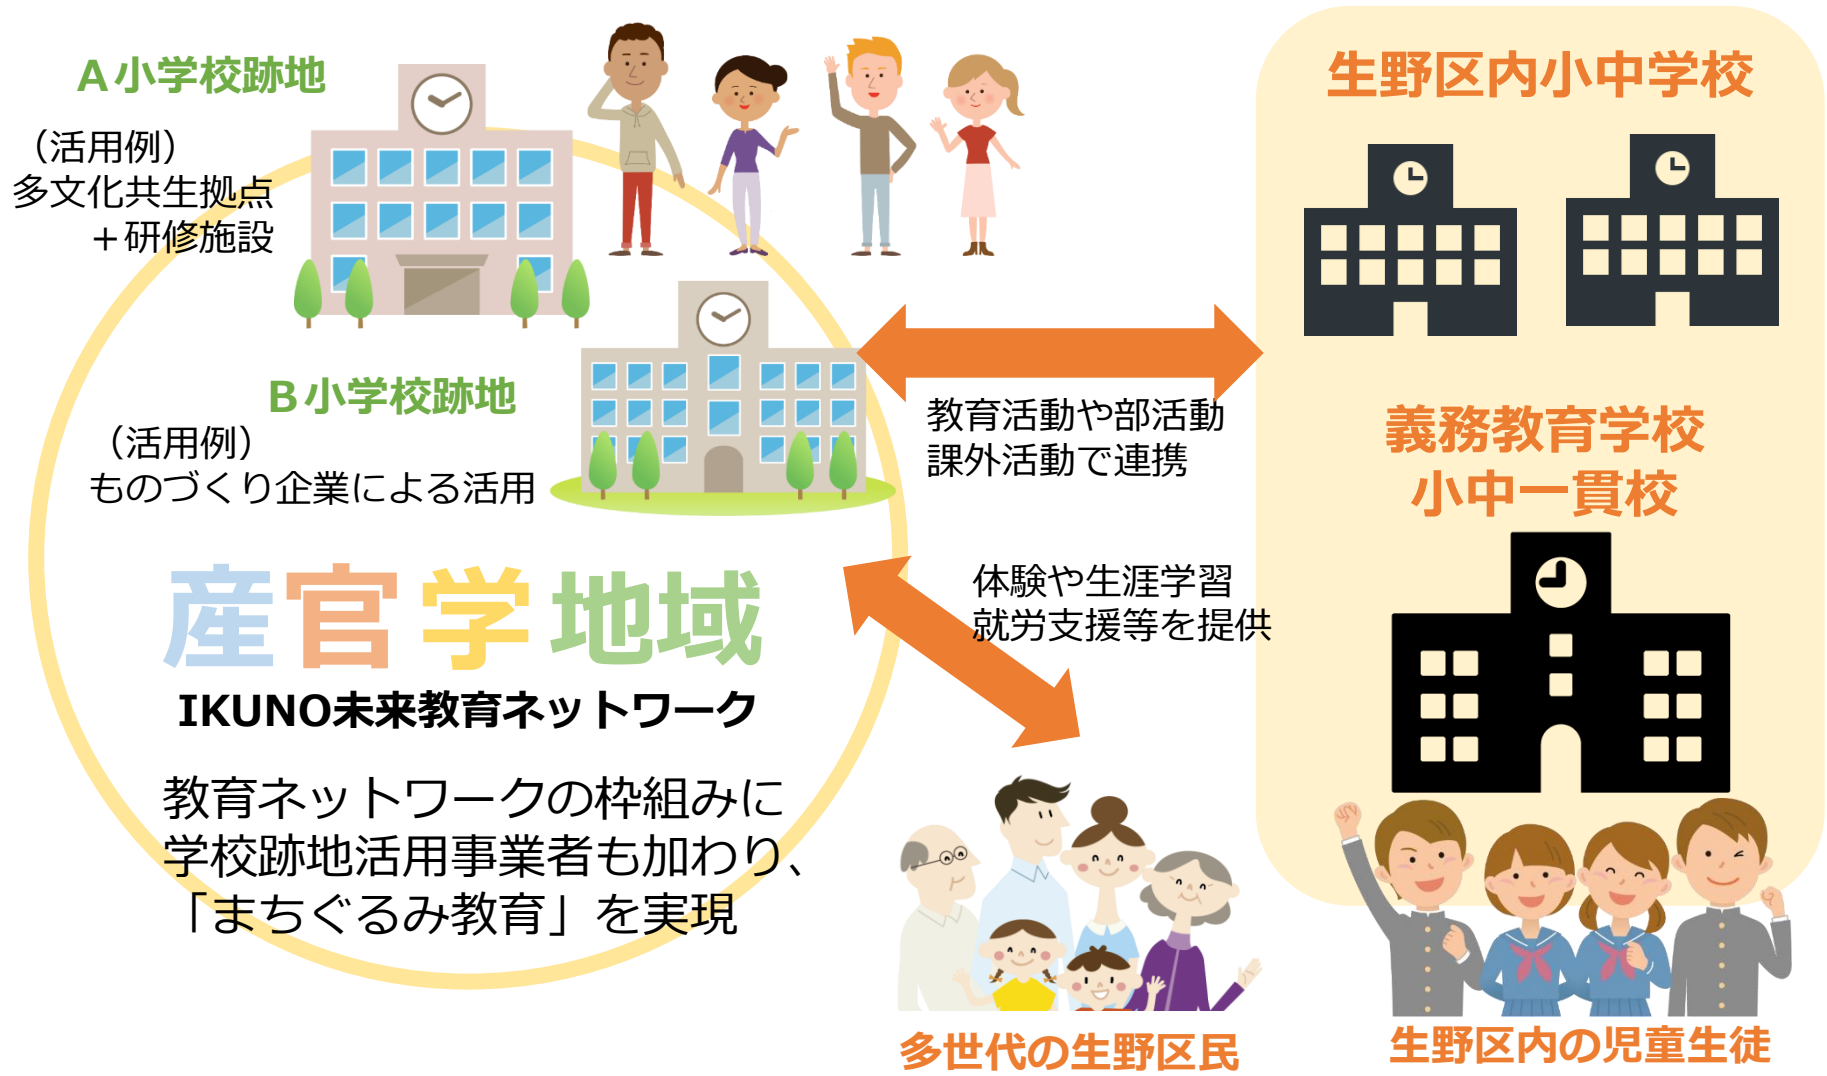 A小学校跡地
（活用例）
多文化共生拠点
＋研修施設
B小学校跡地
（活用例）
ものづくり企業による活用
産官学地域
IKUNO未来教育ネットワーク
教育ネットワークの枠組みに
学校跡地活用事業者も加わり、
「まちぐるみ教育」を実現
教育活動や部活動
課外活動で連携
体験や生涯学習
就労支援等を提供
多世代の生野区民
生野区内小中学校
義務教育学校
小中一貫校
生野区内の児童生徒